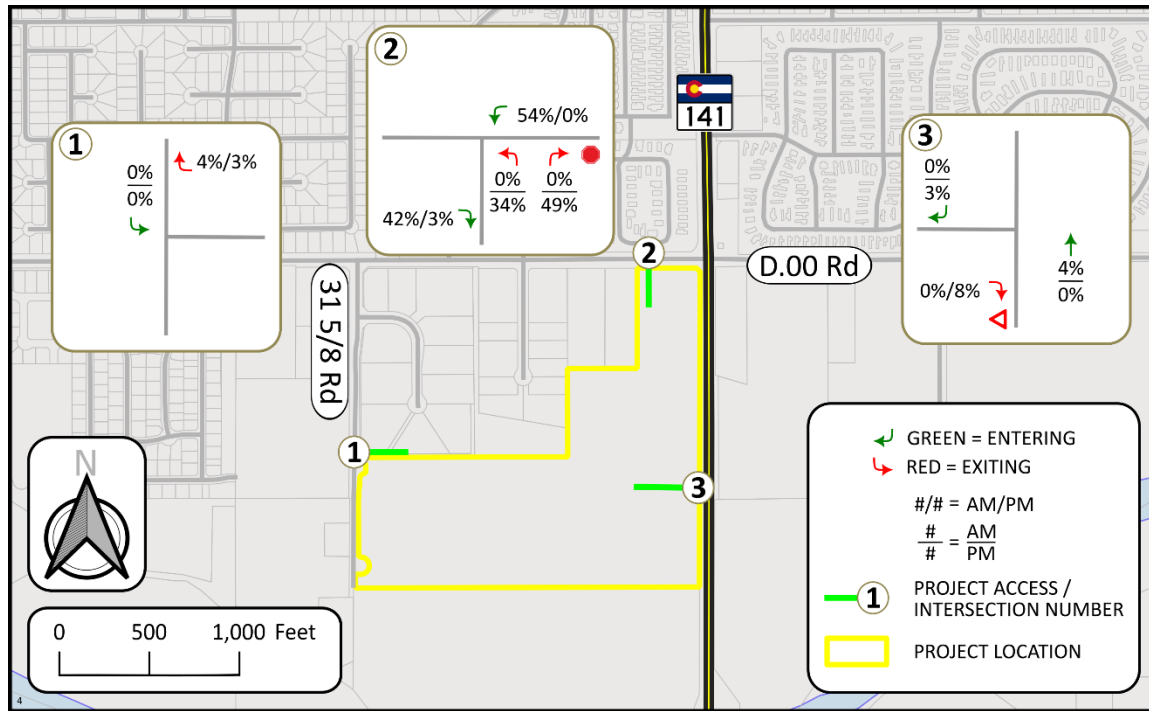 1
0%
0%
4%/3%
2
54%/0%
0%
34%
0%
49%
42%/3%
141
3
0%
3%
4%
0%
0%/8%
2
D.00 Rd
31 5/8 Rd
1
3
N
0 500 1,000 Feet
GREEN = ENTERING
RED = EXITING
#/# = AM/PM
# = AM
# PM
1 PROJECT ACCESS /
INTERSECTION NUMBER
PROJECT LOCATION
4